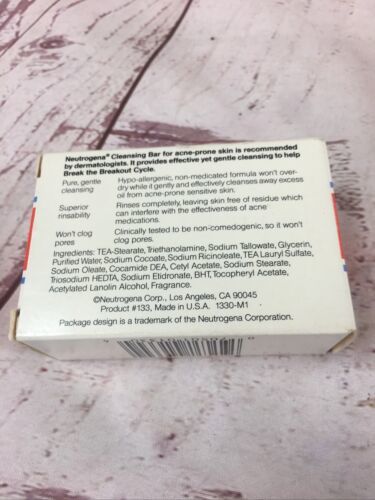 Neutrogena® Cleansing Bar for acne-prone skin is recommended
by dermatologists. It provides effective yet gentle cleansing to help
Break the Breakout Cycle.
Pure, gentle cleansing
Hypo-allergenic, non-medicated formula won't over-
dry while it gently and effectively cleanses away excess
oil from acne-prone sensitive skin.
Superior rinsability
Rinses completely, leaving skin free of residue which
can interfere with the effectiveness of acne
medications.
Won't clog pores
Clinically tested to be non-comedogenic, so it won't
clog pores.
Ingredients: TEA-Stearate, Triethanolamine, Sodium Tallowate, Glycerin,
Purified Water, Sodium Cocoate, Sodium Ricinoleate, TEA Lauryl Sulfate,
Sodium Oleate, Cocamide DEA, Cetyl Acetate, Sodium Stearate,
Trisodium HEDTA, Sodium Etidronate, BHT, Tocopheryl Acetate,
Acetylated Lanolin Alcohol, Fragrance.
©Neutrogena Corp., Los Angeles, CA 90045
Product #133, Made in U.S.A. 1330-M1
Package design is a trademark of the Neutrogena Corporation.